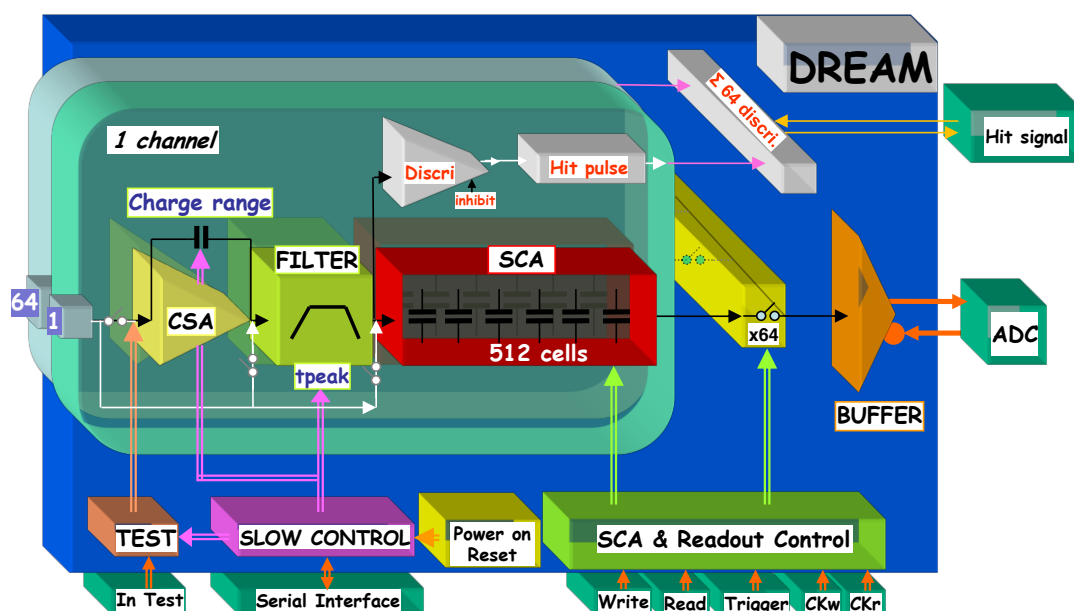 DREAM
Σ 64 discri.
Hit signal
1 channel
Discri
Hit pulse
inhibit
Charge range
FILTER
SCA
64
1
CSA
x64
ADC
512 cells
tpeak
BUFFER
TEST
SLOW CONTROL
Power on
Reset
SCA & Readout Control
In Test
Serial Interface
Write
Read
Trigger
CKw
CKr